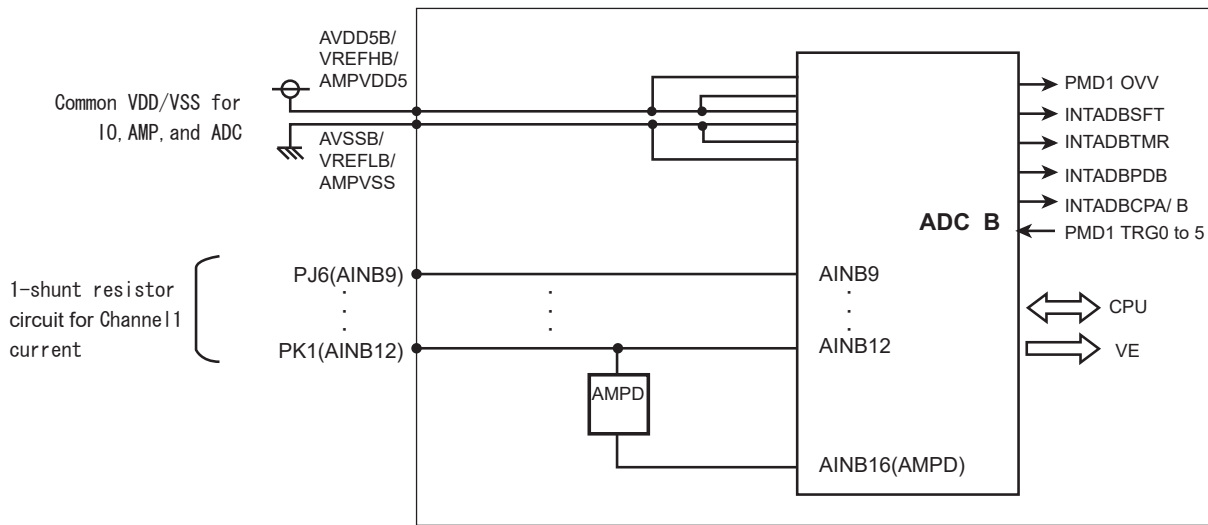 AVDD5B/
VREFHB/
AMPVDD5
Common VDD/VSS for
IO, AMP, and ADC
AVSSB/
VREFLB/
AMPVSS
PMD1 OVV
INTADBSFT
INTADBTMR
INTADBPDB
INTADBCPA/ B
PMD1 TRG0 to 5
ADC B
1-shunt resistor
circuit for Channel1
current
PJ6(AINB9)
PK1(AINB12)
AINB9
AINB12
CPU
VE
AMPD
AINB16(AMPD)